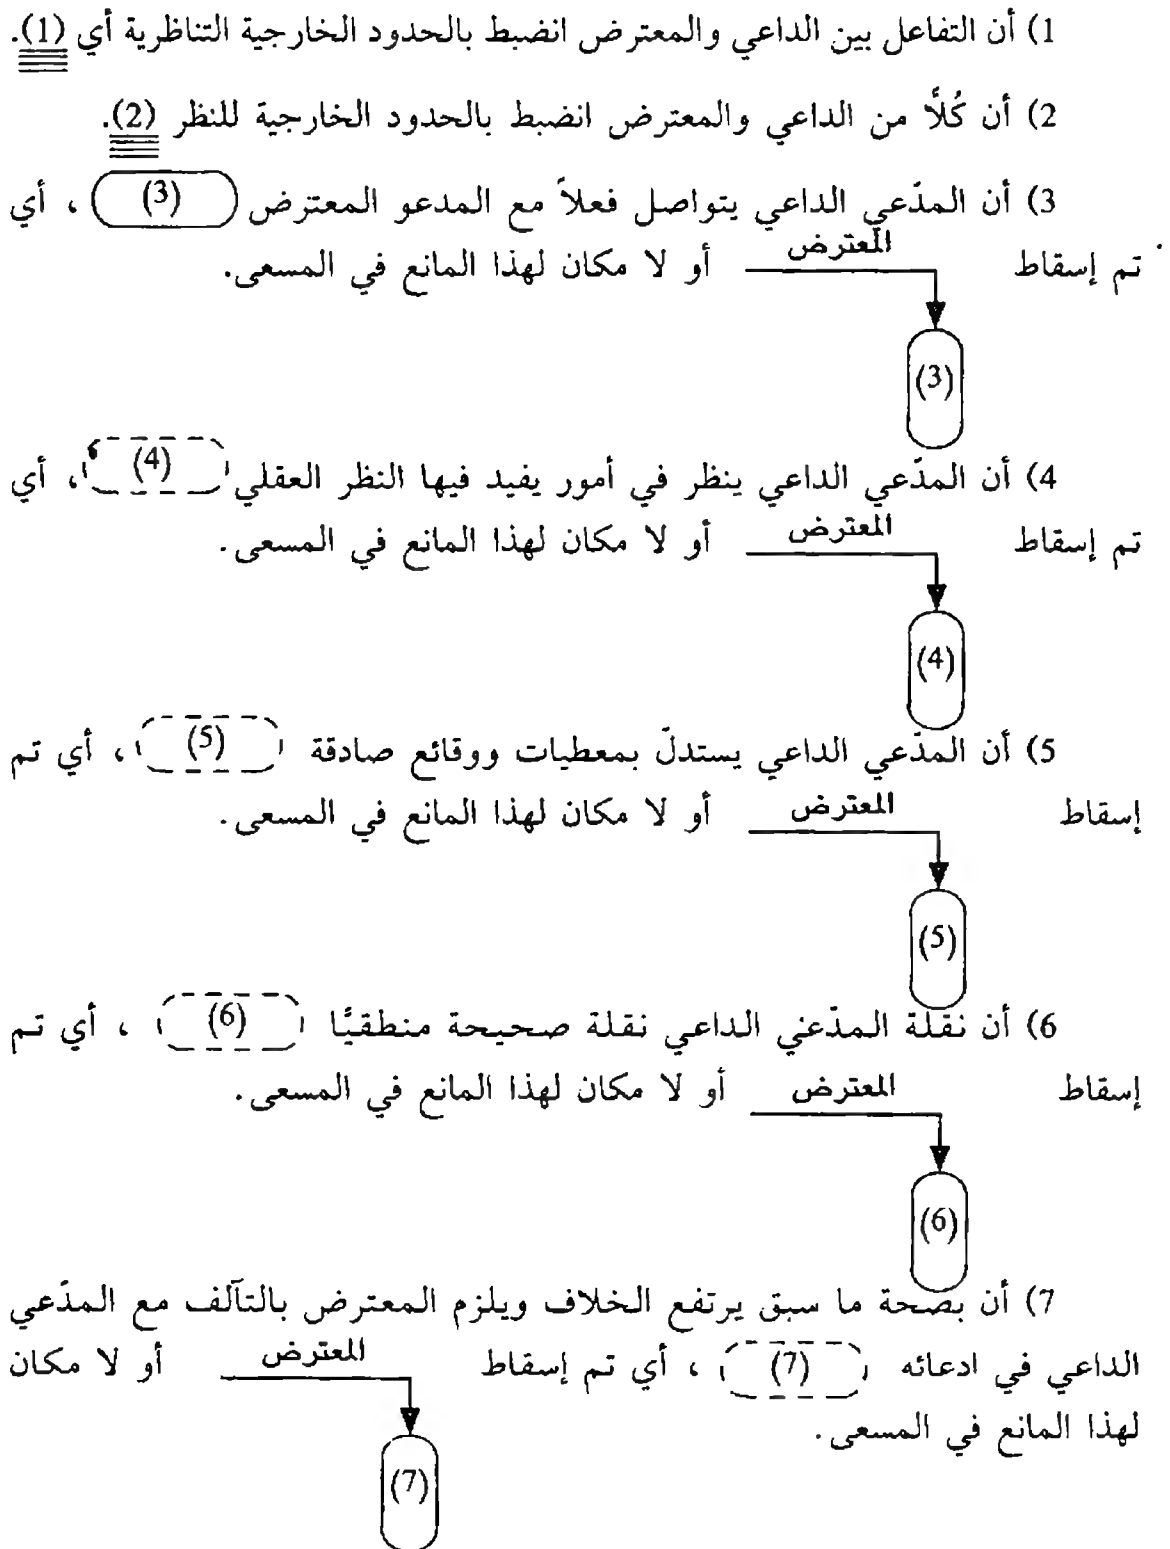 1) أن التفاعل بين الداعي والمعترض انضبط بالحدود الخارجية التناظرية أي (1).
2) أن كُلًّا من الداعي والمعترض انضبط بالحدود الخارجية للنظر (2).
3) أن المدّعي الداعي يتواصل فعلاً مع المدعو المعترض (3) ، أي
تم إسقاط المعترض أو لا مكان لهذا المانع في المسعى.
(3)
4) أن المدّعي الداعي ينظر في أمور يفيد فيها النظر العقلي (4) ، أي
تم إسقاط المعترض أو لا مكان لهذا المانع في المسعى.
(4)
5) أن المدّعي الداعي يستدلّ بمعطيات ووقائع صادقة (5) ، أي تم
إسقاط المعترض أو لا مكان لهذا المانع في المسعى.
(5)
6) أن نقلة المدّعني الداعي نقلة صحيحة منطقيًّا (6) ، أي تم
إسقاط المعترض أو لا مكان لهذا المانع في المسعى.
(6)
7) أن بصحة ما سبق يرتفع الخلاف ويلزم المعترض بالتآلف مع المدّعي
الداعي في ادعائه (7) ، أي تم إسقاط المعترض أو لا مكان
لهذا المانع في المسعى.
(7)